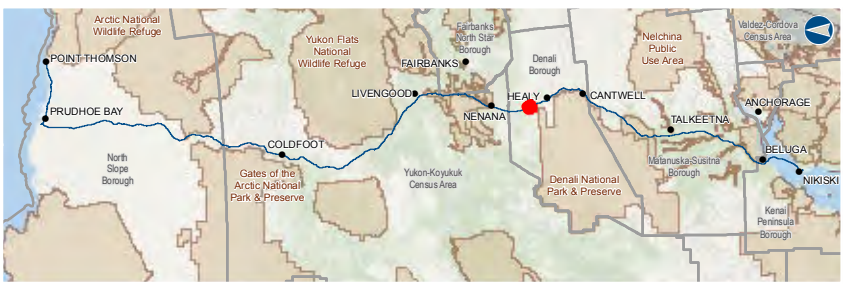 Arctic National
Wildlife Refuge
POINT THOMSON
PRUDHOE BAY
North
Slope
Borough
COLDFOOT
Gates of the
Arctic National
Park & Preserve
Yukon Flats
National
Wildlife Refuge
LIVENGOOD
Yukon-Koyukuk
Census Area
Fairbanks
North Star
Borough
FAIRBANKS
NENANA
Denali
Borough
HEALY
CANTWELL
Denali National
Park & Preserve
Nelchina
Public
Use Area
TALKEETNA
Matanuska-Susitna
Borough
Valdez-Cordova
Census Area
ANCHORAGE
BELUGA
NIKISKI
Kenai
Peninsula
Borough